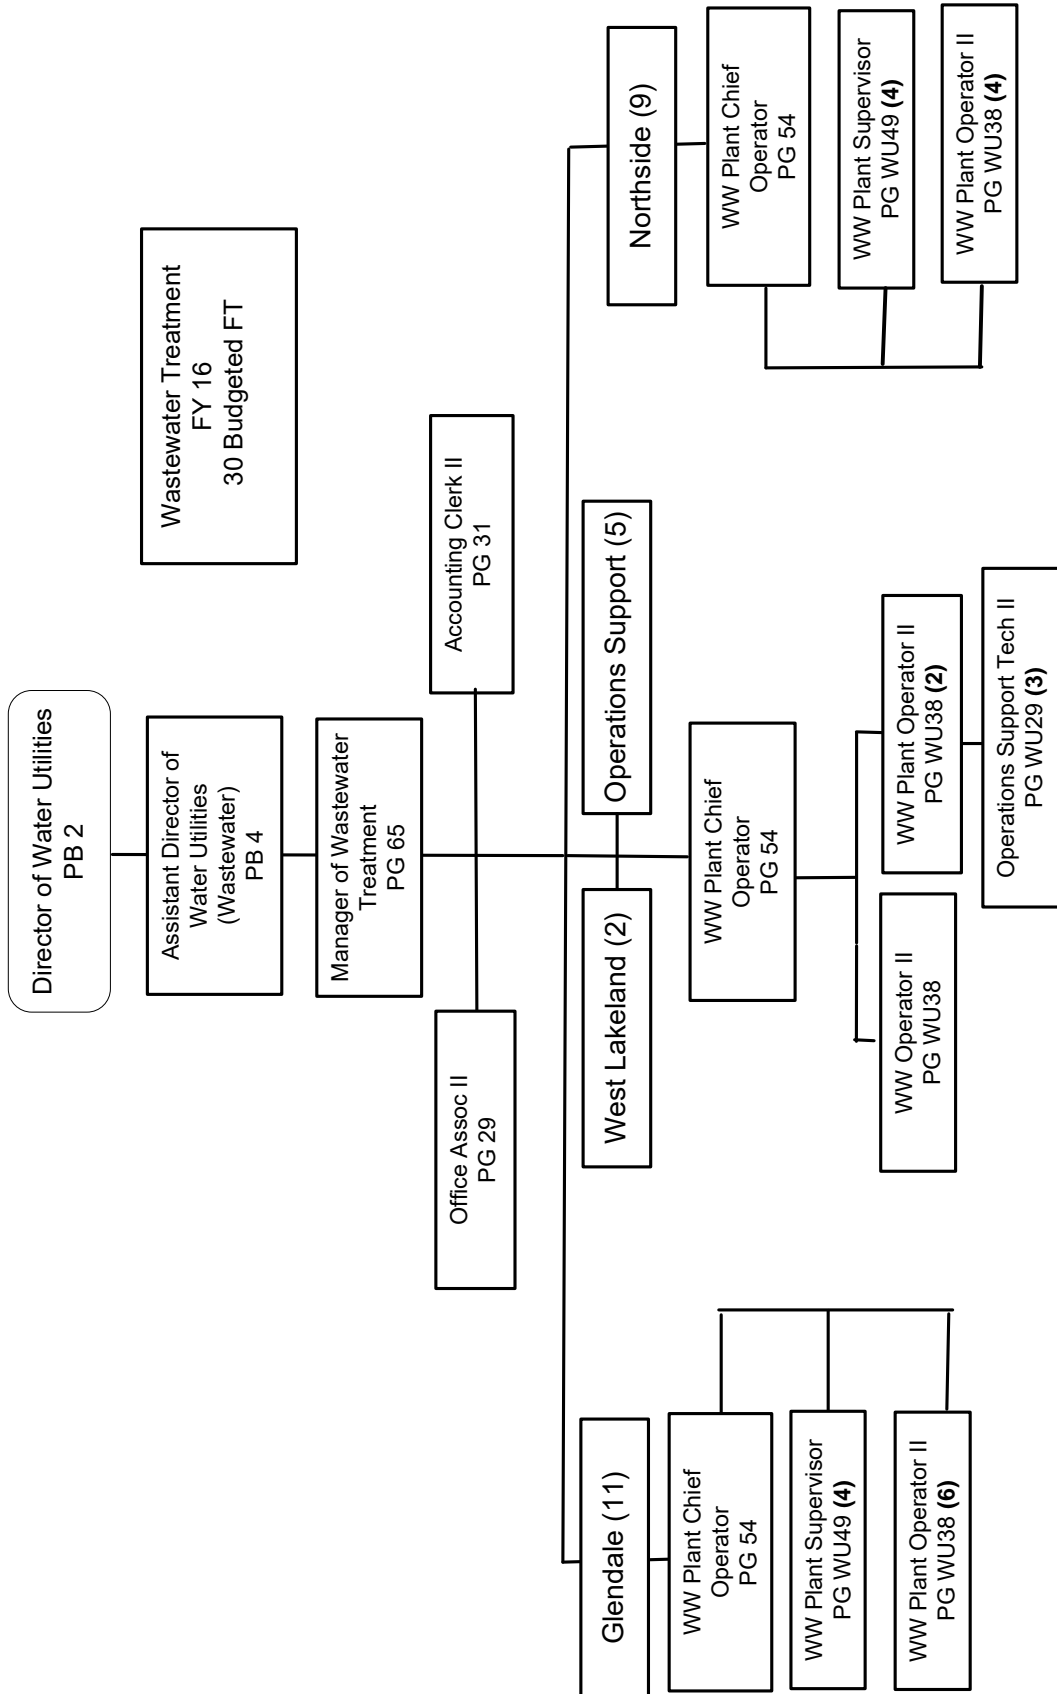 Director of Water Utilities
PB 2
Wastewater Treatment
FY 16
30 Budgeted FT
Assistant Director of
Water Utilities
(Wastewater)
PB 4
Manager of Wastewater
Treatment
PG 65
Office Assoc II
PG 29
Accounting Clerk II
PG 31
Glendale (11)
WW Plant Chief
Operator
PG 54
WW Plant Supervisor
PG WU49 (4)
WW Plant Operator II
PG WU38 (6)
West Lakeland (2)
Operations Support (5)
WW Plant Chief
Operator
PG 54
WW Operator II
PG WU38
WW Plant Operator II
PG WU38 (2)
Operations Support Tech II
PG WU29 (3)
Northside (9)
WW Plant Chief
Operator
PG 54
WW Plant Supervisor
PG WU49 (4)
WW Plant Operator II
PG WU38 (4)